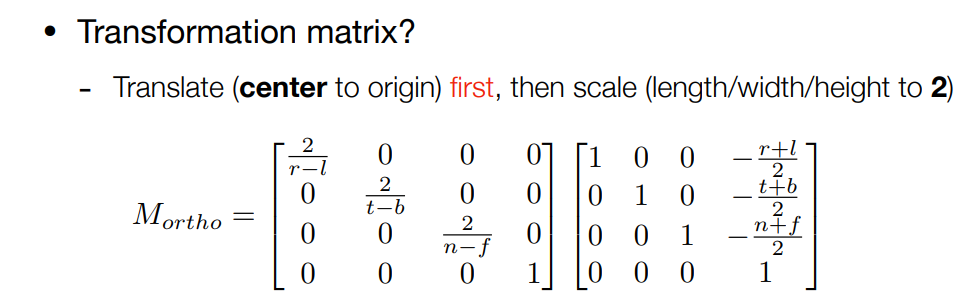 • Transformation matrix?
- Translate (center to origin) first, then scale (length/width/height to 2)
M_{ortho} = \begin{bmatrix} \frac{2}{r-l} & 0 & 0 & 0 \\ 0 & \frac{2}{t-b} & 0 & 0 \\ 0 & 0 & \frac{2}{n-f} & 0 \\ 0 & 0 & 0 & 1 \end{bmatrix} \begin{bmatrix} 1 & 0 & 0 & -\frac{r+l}{2} \\ 0 & 1 & 0 & -\frac{t+b}{2} \\ 0 & 0 & 1 & -\frac{n+f}{2} \\ 0 & 0 & 0 & 1 \end{bmatrix}